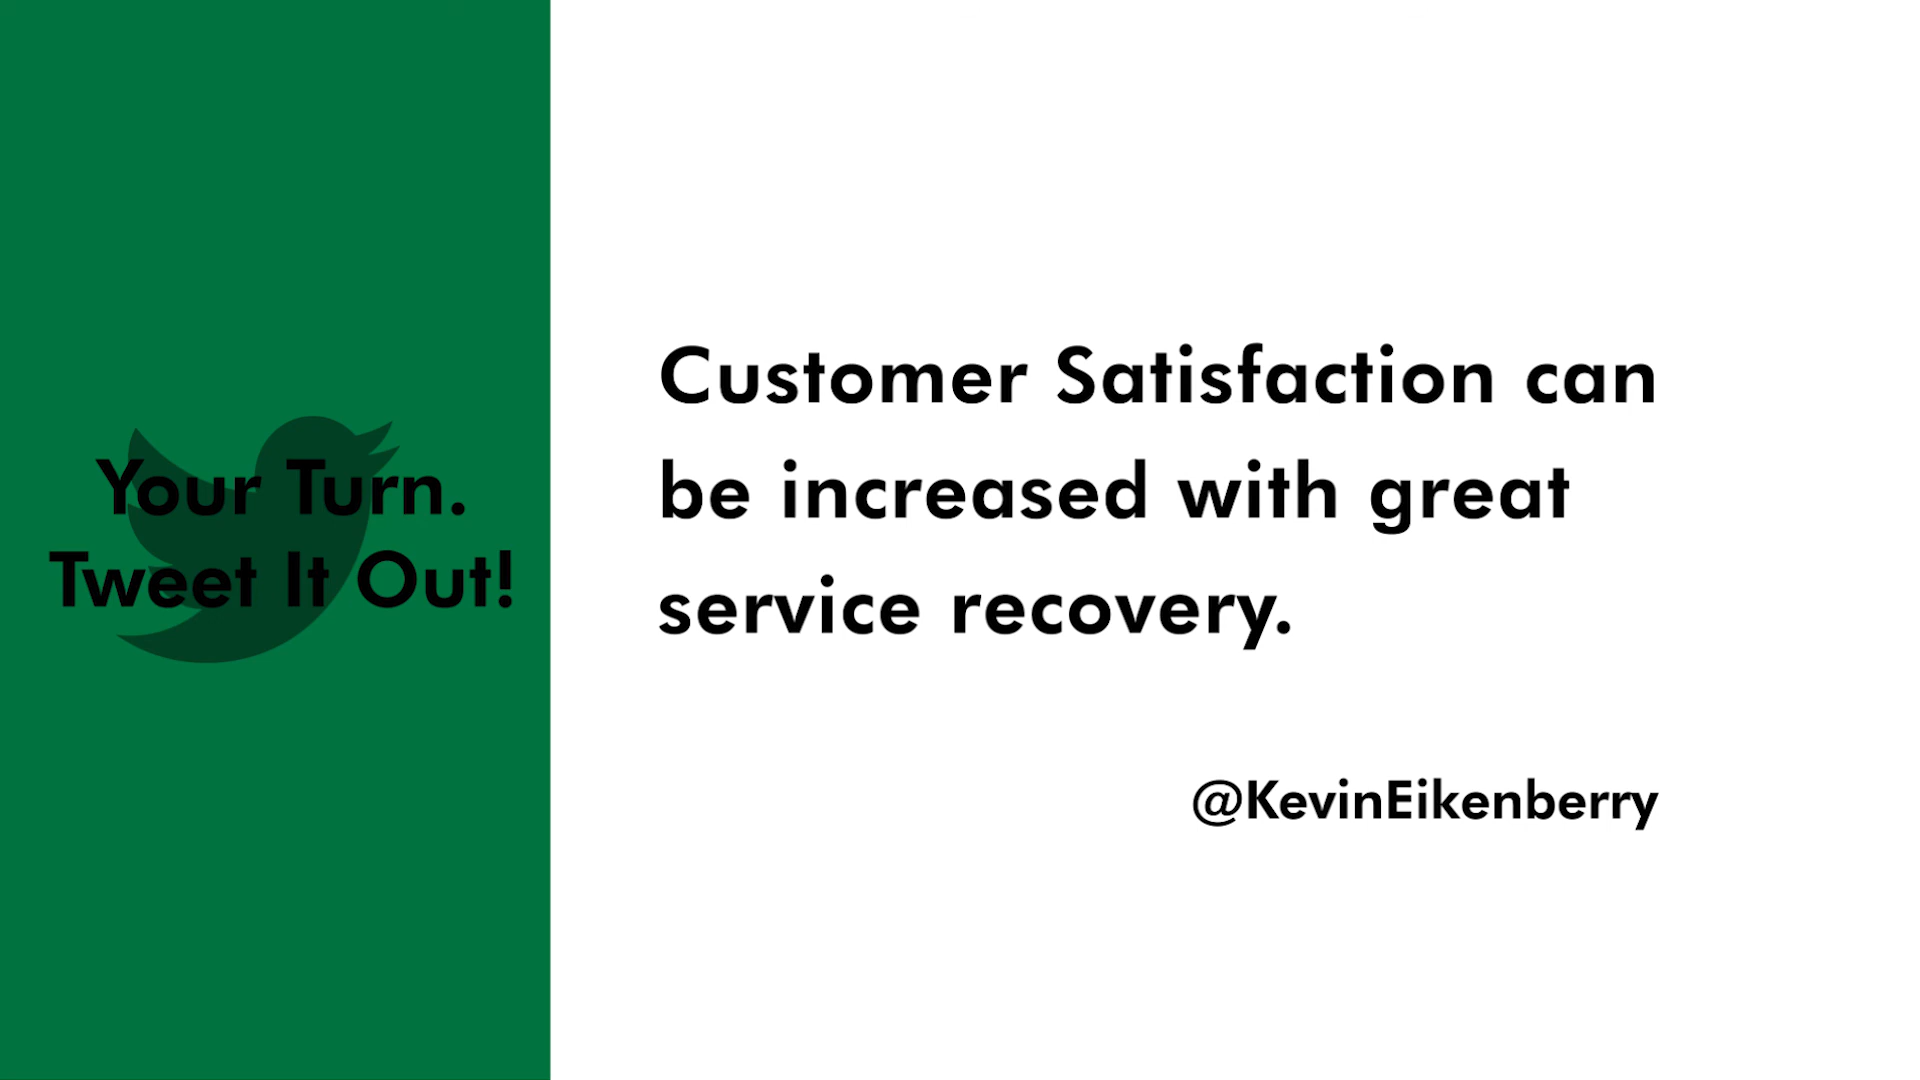 Your Turn.
Tweet It Out!
Customer Satisfaction can
be increased with great
service recovery.
@KevinEikenberry